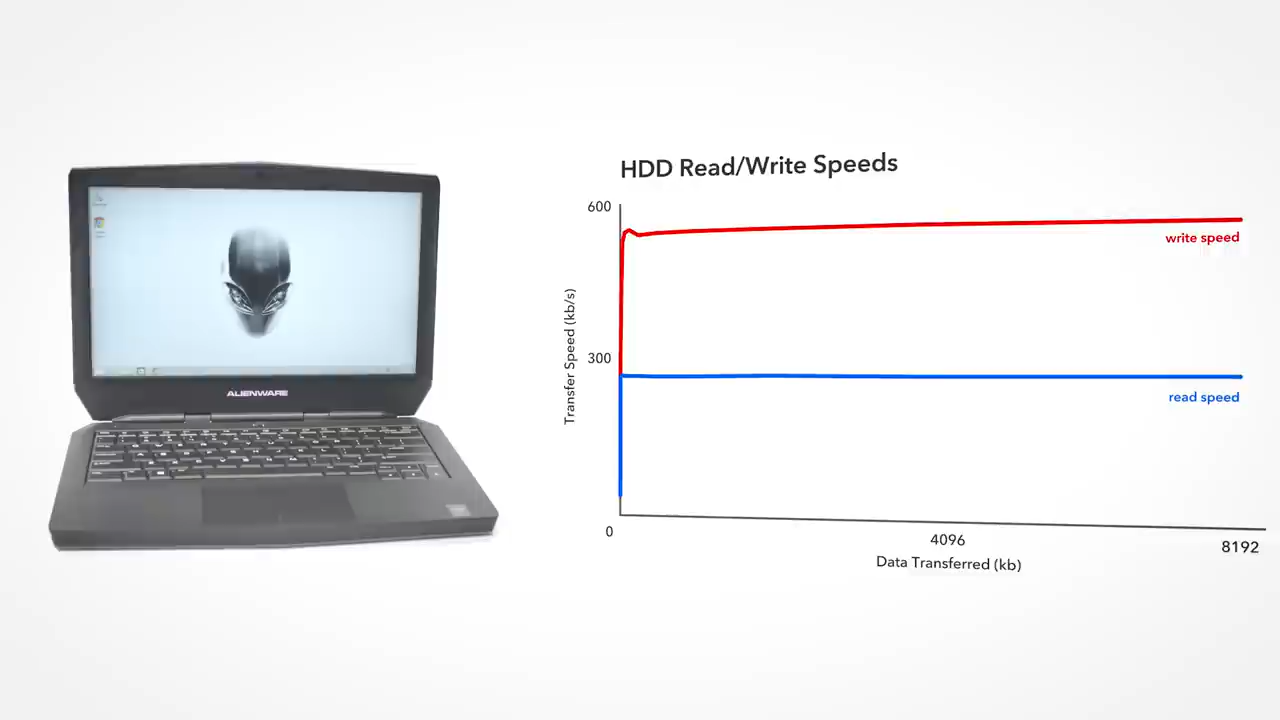 HDD Read/Write Speeds
600
write speed
Transfer Speed (kb/s)
300
read speed
0
4096
8192
Data Transferred (kb)
ALIENWARE